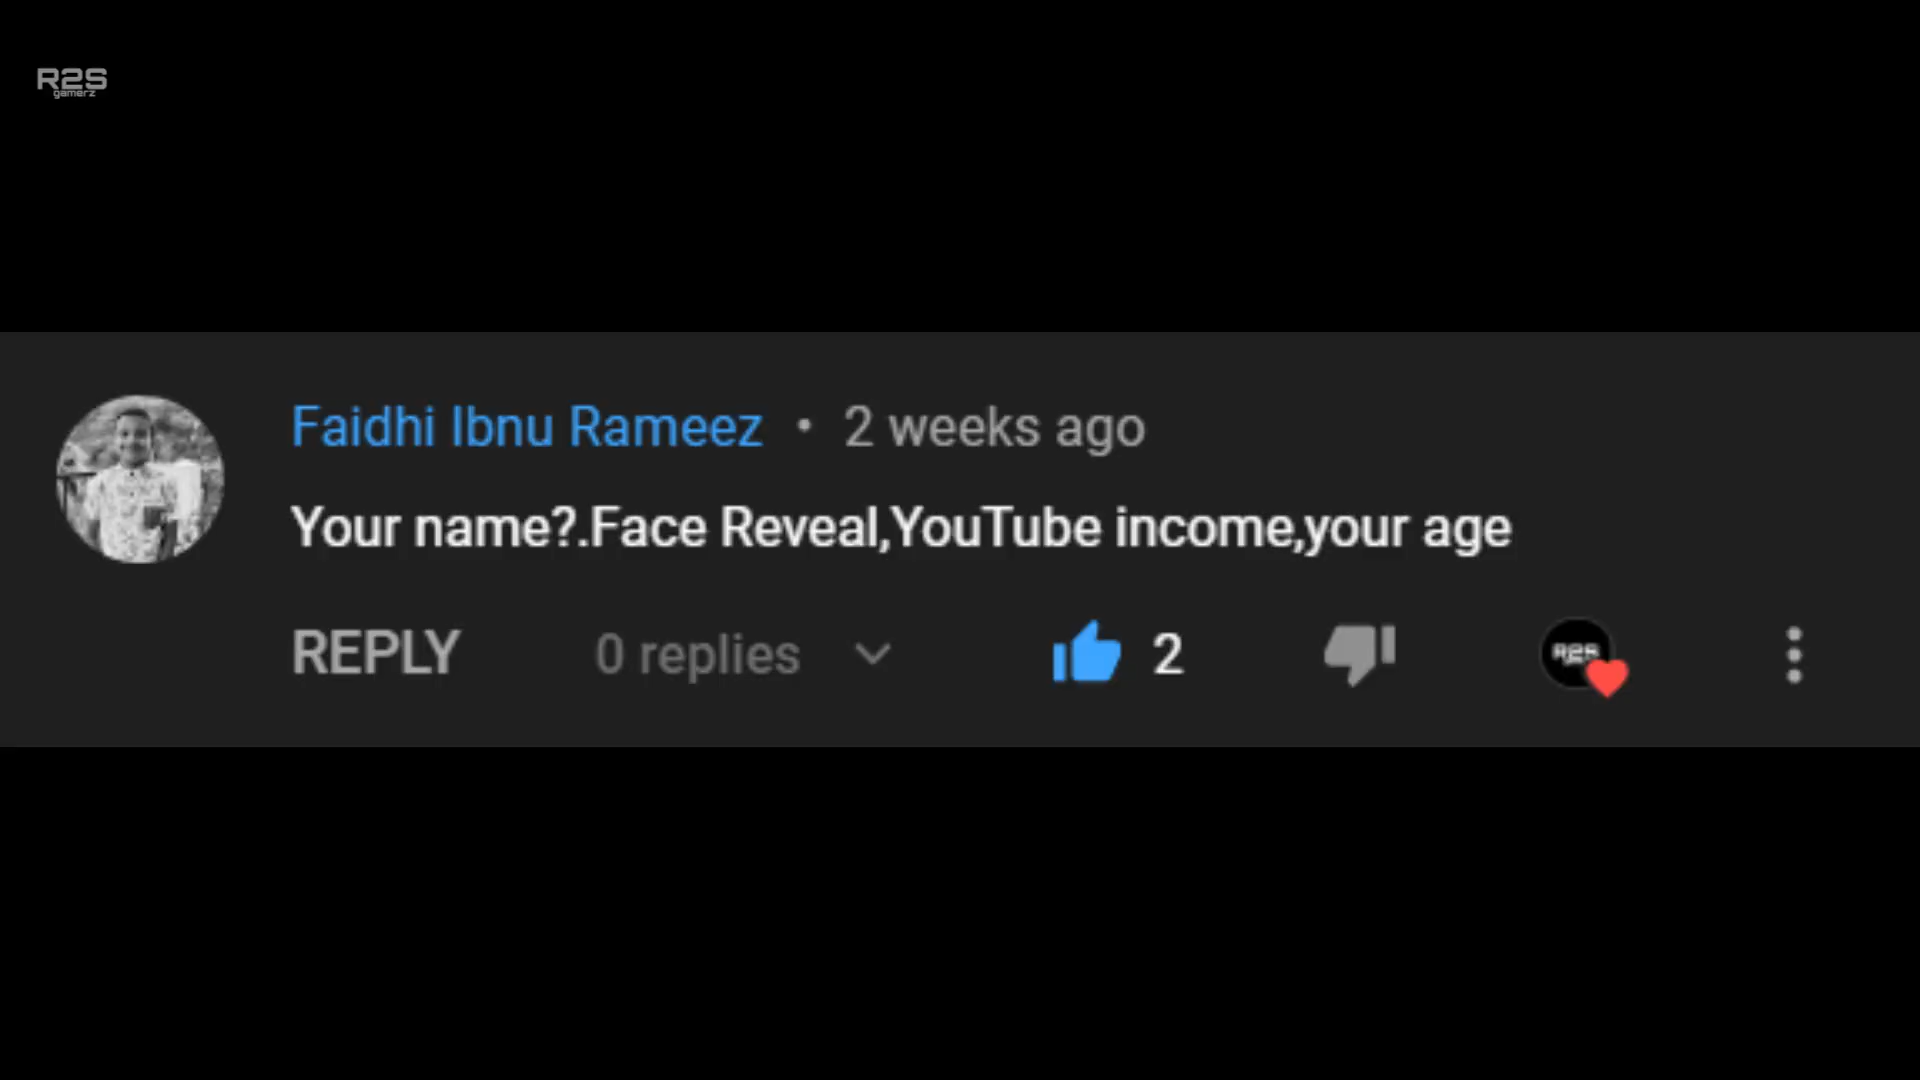 R2S
gamerz
Faidhi Ibnu Rameez • 2 weeks ago
Your name?.Face Reveal,YouTube income,your age
REPLY 0 replies 2 R2S